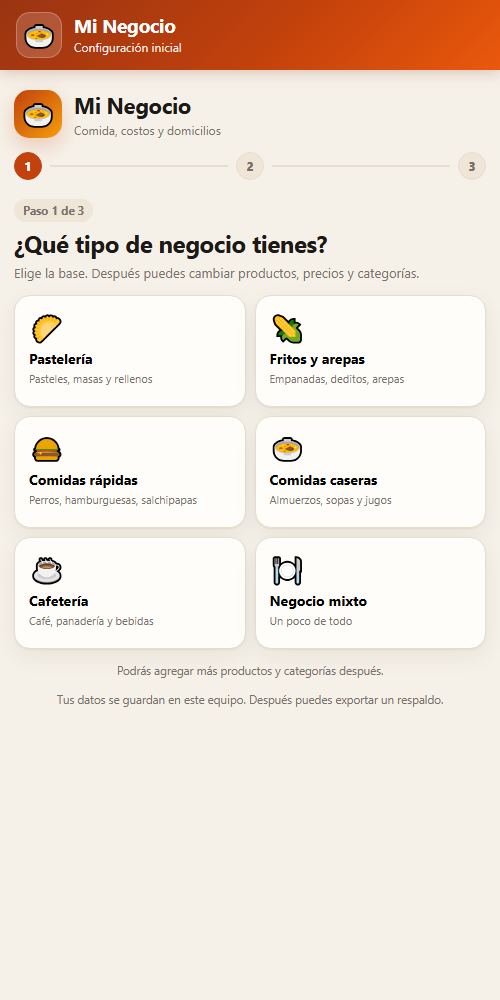 Mi Negocio
Configuración inicial
Mi Negocio
Comida, costos y domicilios
1
2
3
Paso 1 de 3
¿Qué tipo de negocio tienes?
Elige la base. Después puedes cambiar productos, precios y categorías.
Pastelería
Pasteles, masas y rellenos
Fritos y arepas
Empanadas, deditos, arepas
Comidas rápidas
Perros, hamburguesas, salchipapas
Comidas caseras
Almuerzos, sopas y jugos
Cafetería
Café, panadería y bebidas
Negocio mixto
Un poco de todo
Podrás agregar más productos y categorías después.
Tus datos se guardan en este equipo. Después puedes exportar un respaldo.